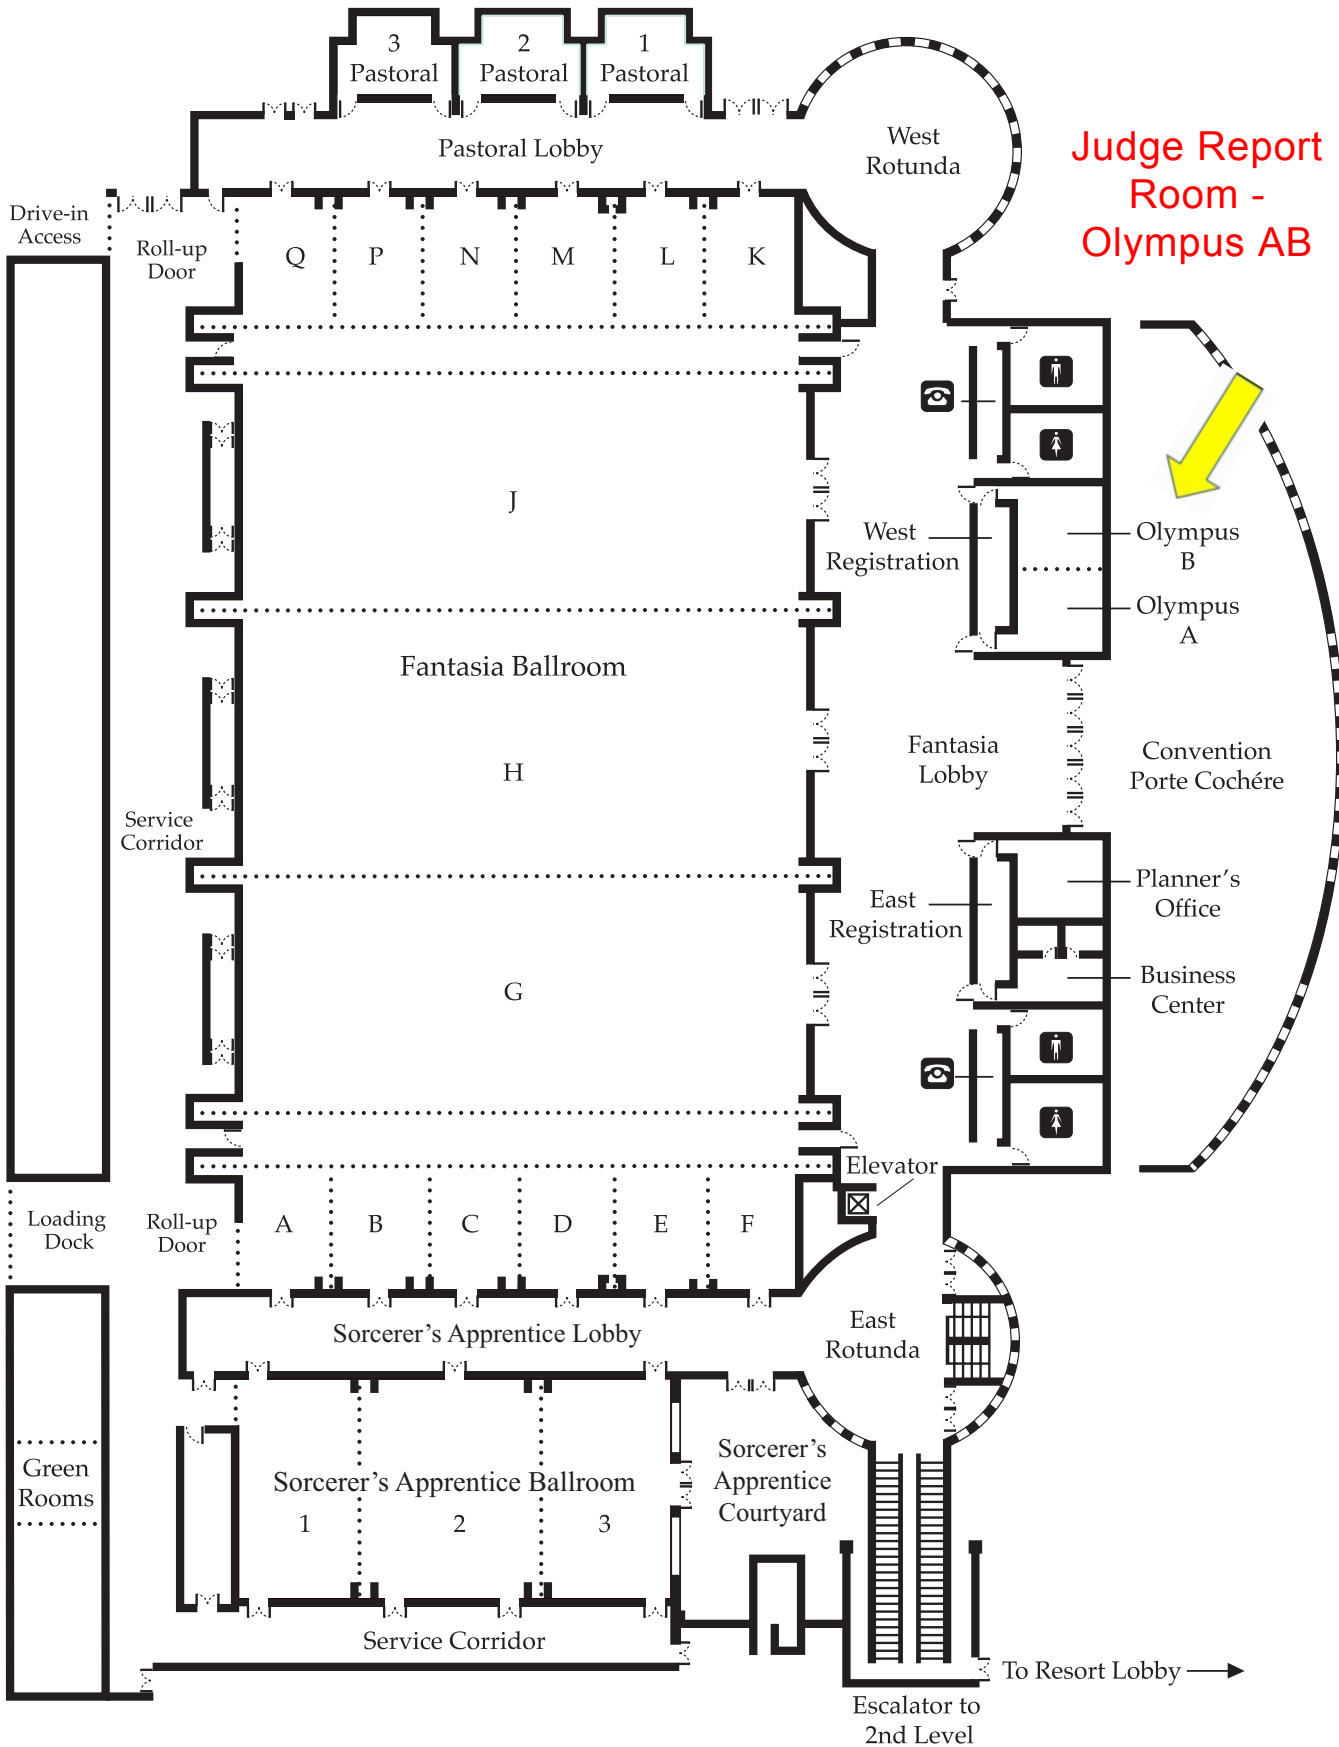 3
Pastoral
2
Pastoral
1
Pastoral
Pastoral Lobby
West
Rotunda
Judge Report
Room -
Olympus AB
Drive-in
Access
Roll-up
Door
Q
P
N
M
L
K
J
West
Registration
Olympus
B
Olympus
A
Fantasia Ballroom
H
Fantasia
Lobby
Convention
Porte Cochére
Service
Corridor
East
Registration
Planner's
Office
G
Business
Center
Elevator
Loading
Dock
Roll-up
Door
A
B
C
D
E
F
Sorcerer's Apprentice Lobby
East
Rotunda
Green
Rooms
Sorcerer's Apprentice Ballroom
1
2
3
Sorcerer's
Apprentice
Courtyard
Service Corridor
To Resort Lobby
Escalator to
2nd Level